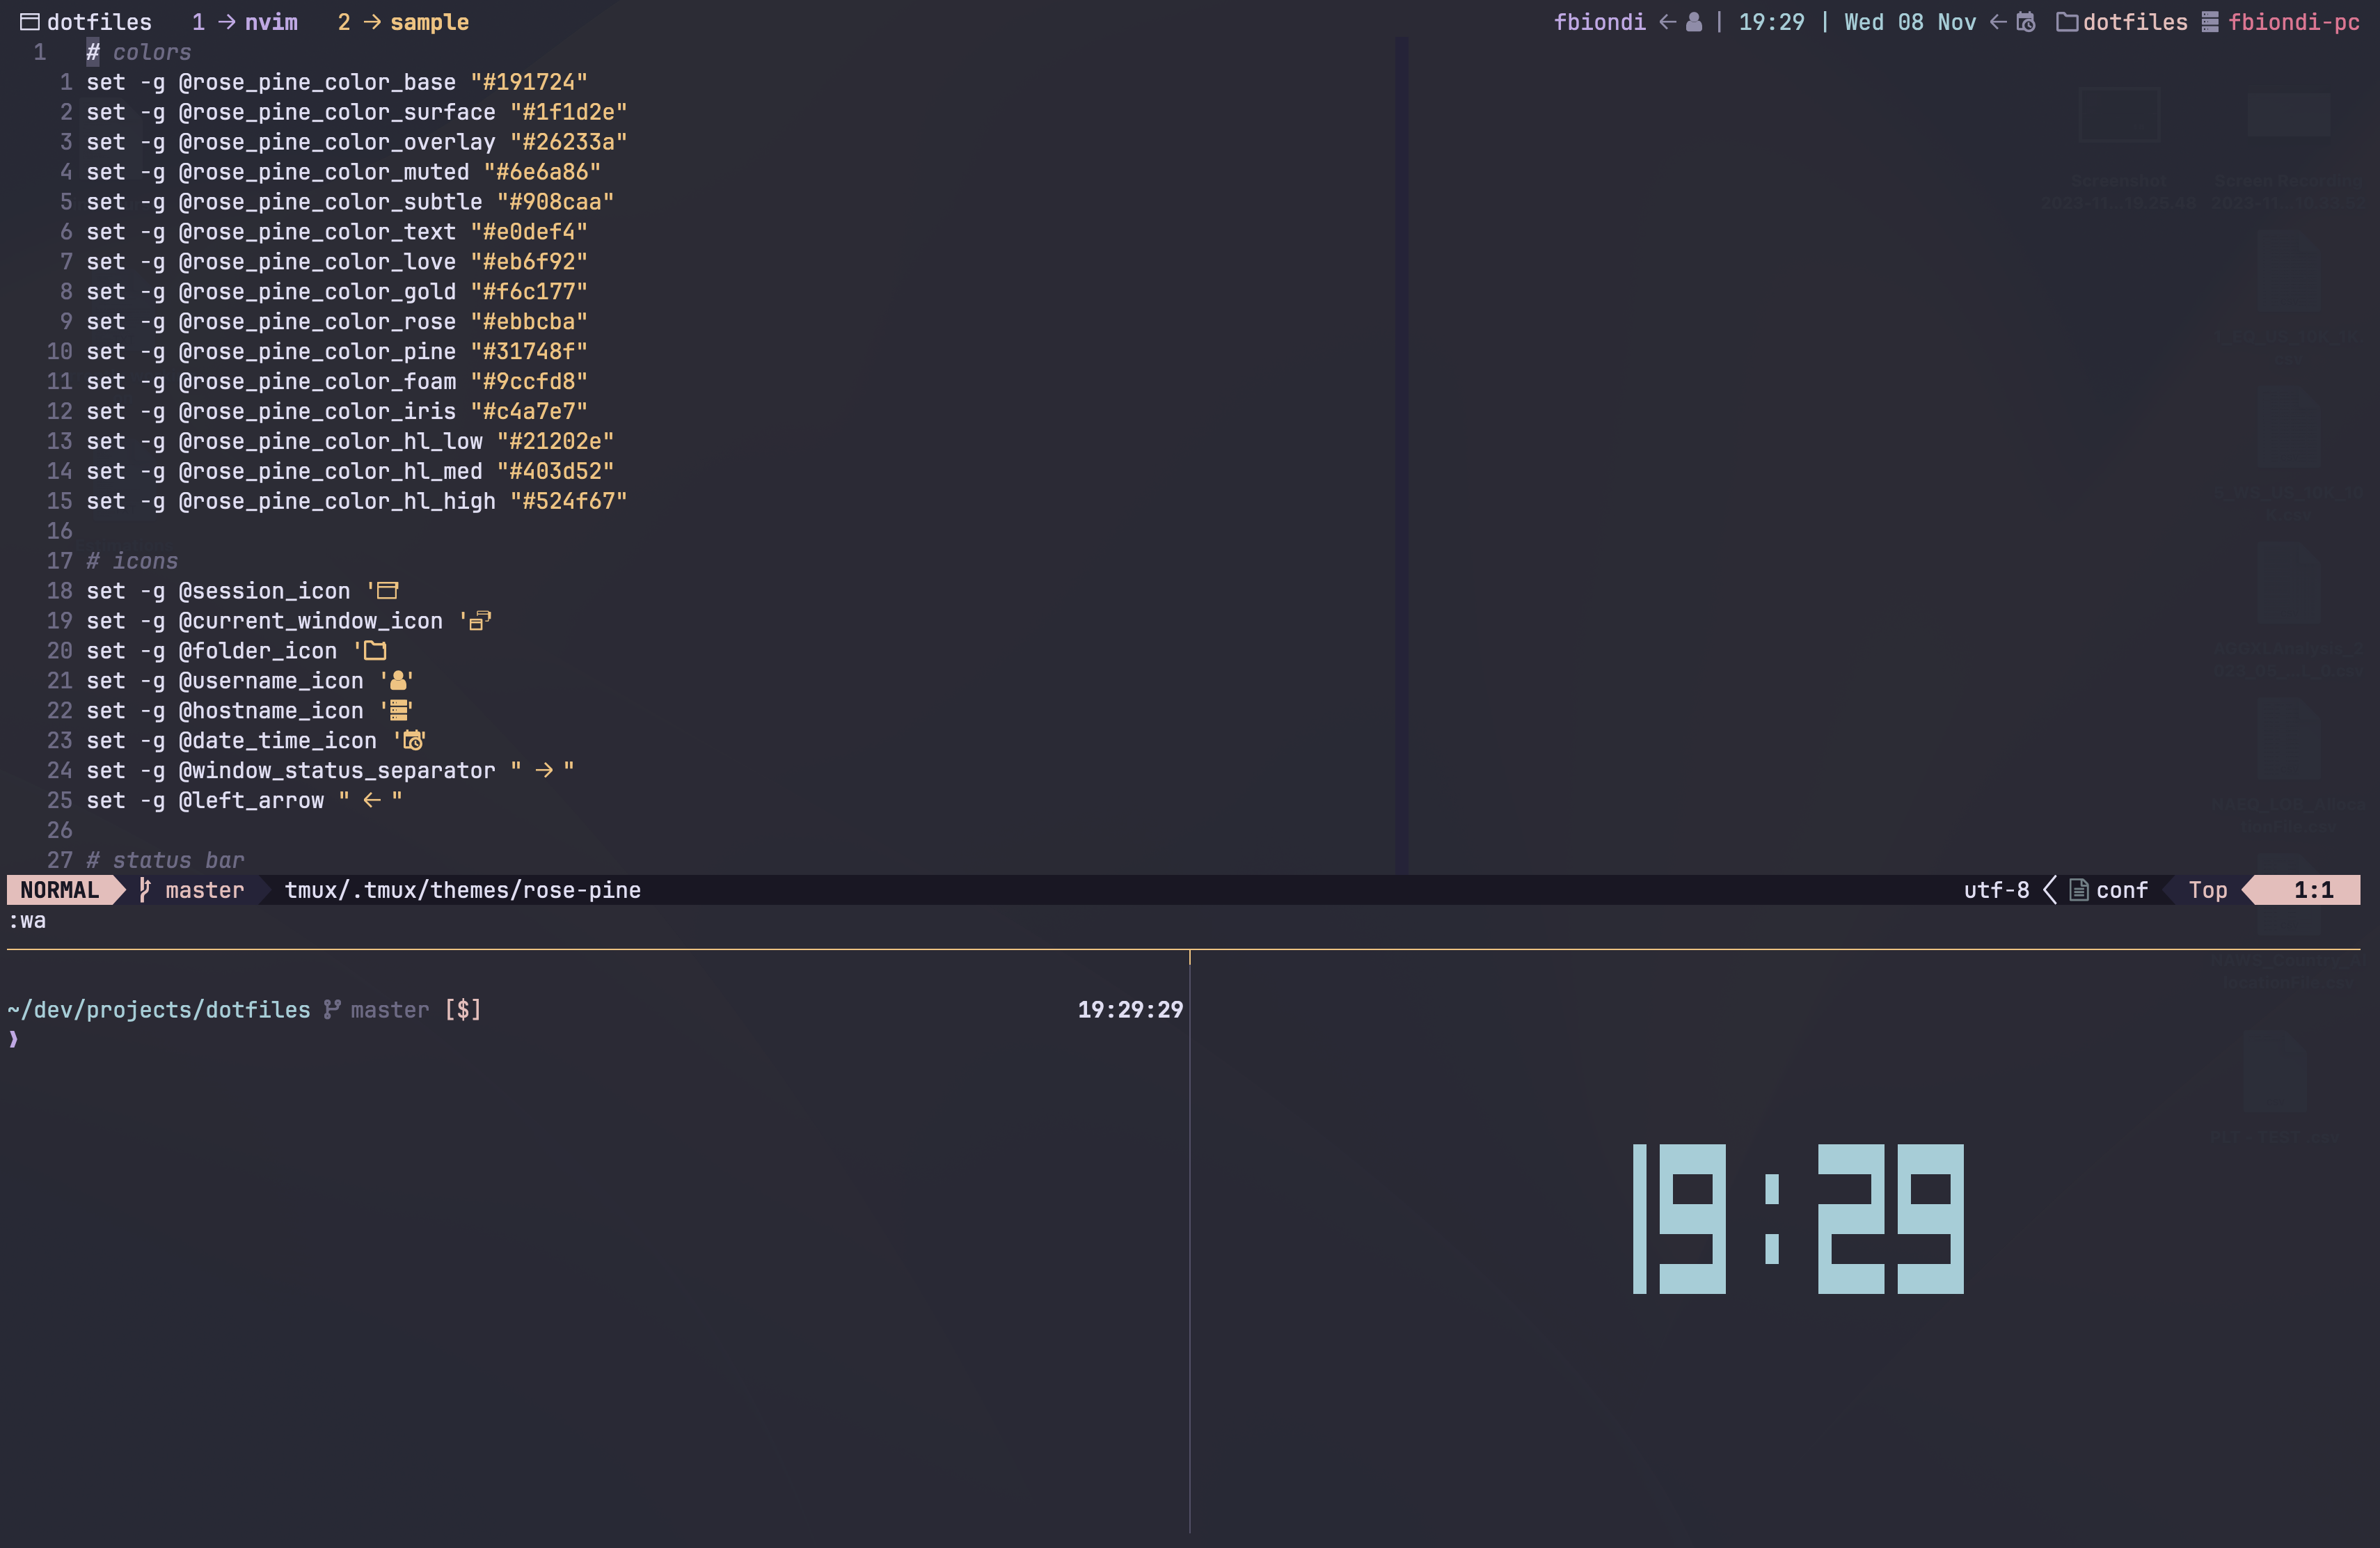 dotfiles 1 → nvim 2 → sample fbiondi ← | 19:29 | Wed 08 Nov ← dotfiles fbiondi-pc
1 # colors
1 set -g @rose_pine_color_base "#191724"
2 set -g @rose_pine_color_surface "#1f1d2e"
3 set -g @rose_pine_color_overlay "#26233a"
4 set -g @rose_pine_color_muted "#6e6a86"
5 set -g @rose_pine_color_subtle "#908caa"
6 set -g @rose_pine_color_text "#e0def4"
7 set -g @rose_pine_color_love "#eb6f92"
8 set -g @rose_pine_color_gold "#f6c177"
9 set -g @rose_pine_color_rose "#ebbcba"
10 set -g @rose_pine_color_pine "#31748f"
11 set -g @rose_pine_color_foam "#9ccfd8"
12 set -g @rose_pine_color_iris "#c4a7e7"
13 set -g @rose_pine_color_hl_low "#21202e"
14 set -g @rose_pine_color_hl_med "#403d52"
15 set -g @rose_pine_color_hl_high "#524f67"
16
17 # icons
18 set -g @session_icon ' '
19 set -g @current_window_icon ' '
20 set -g @folder_icon ' '
21 set -g @username_icon ' '
22 set -g @hostname_icon ' '
23 set -g @date_time_icon ' '
24 set -g @window_status_separator " → "
25 set -g @left_arrow " ← "
26
27 # status bar
NORMAL master tmux/.tmux/themes/rose-pine utf-8 conf Top 1:1
:wa
~/dev/projects/dotfiles master [$] 19:29:29
❱
19:29
Screenshot
Screen Recording